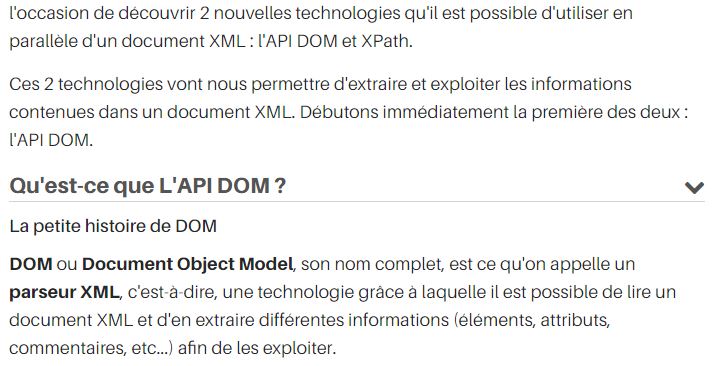 l'occasion de découvrir 2 nouvelles technologies qu'il est possible d'utiliser en
parallèle d'un document XML : l'API DOM et XPath.
Ces 2 technologies vont nous permettre d'extraire et exploiter les informations
contenues dans un document XML. Débutons immédiatement la première des deux :
l'API DOM.
Qu'est-ce que L'API DOM ?
La petite histoire de DOM
DOM ou Document Object Model, son nom complet, est ce qu'on appelle un
parseur XML, c'est-à-dire, une technologie grâce à laquelle il est possible de lire un
document XML et d'en extraire différentes informations (éléments, attributs,
commentaires, etc...) afin de les exploiter.